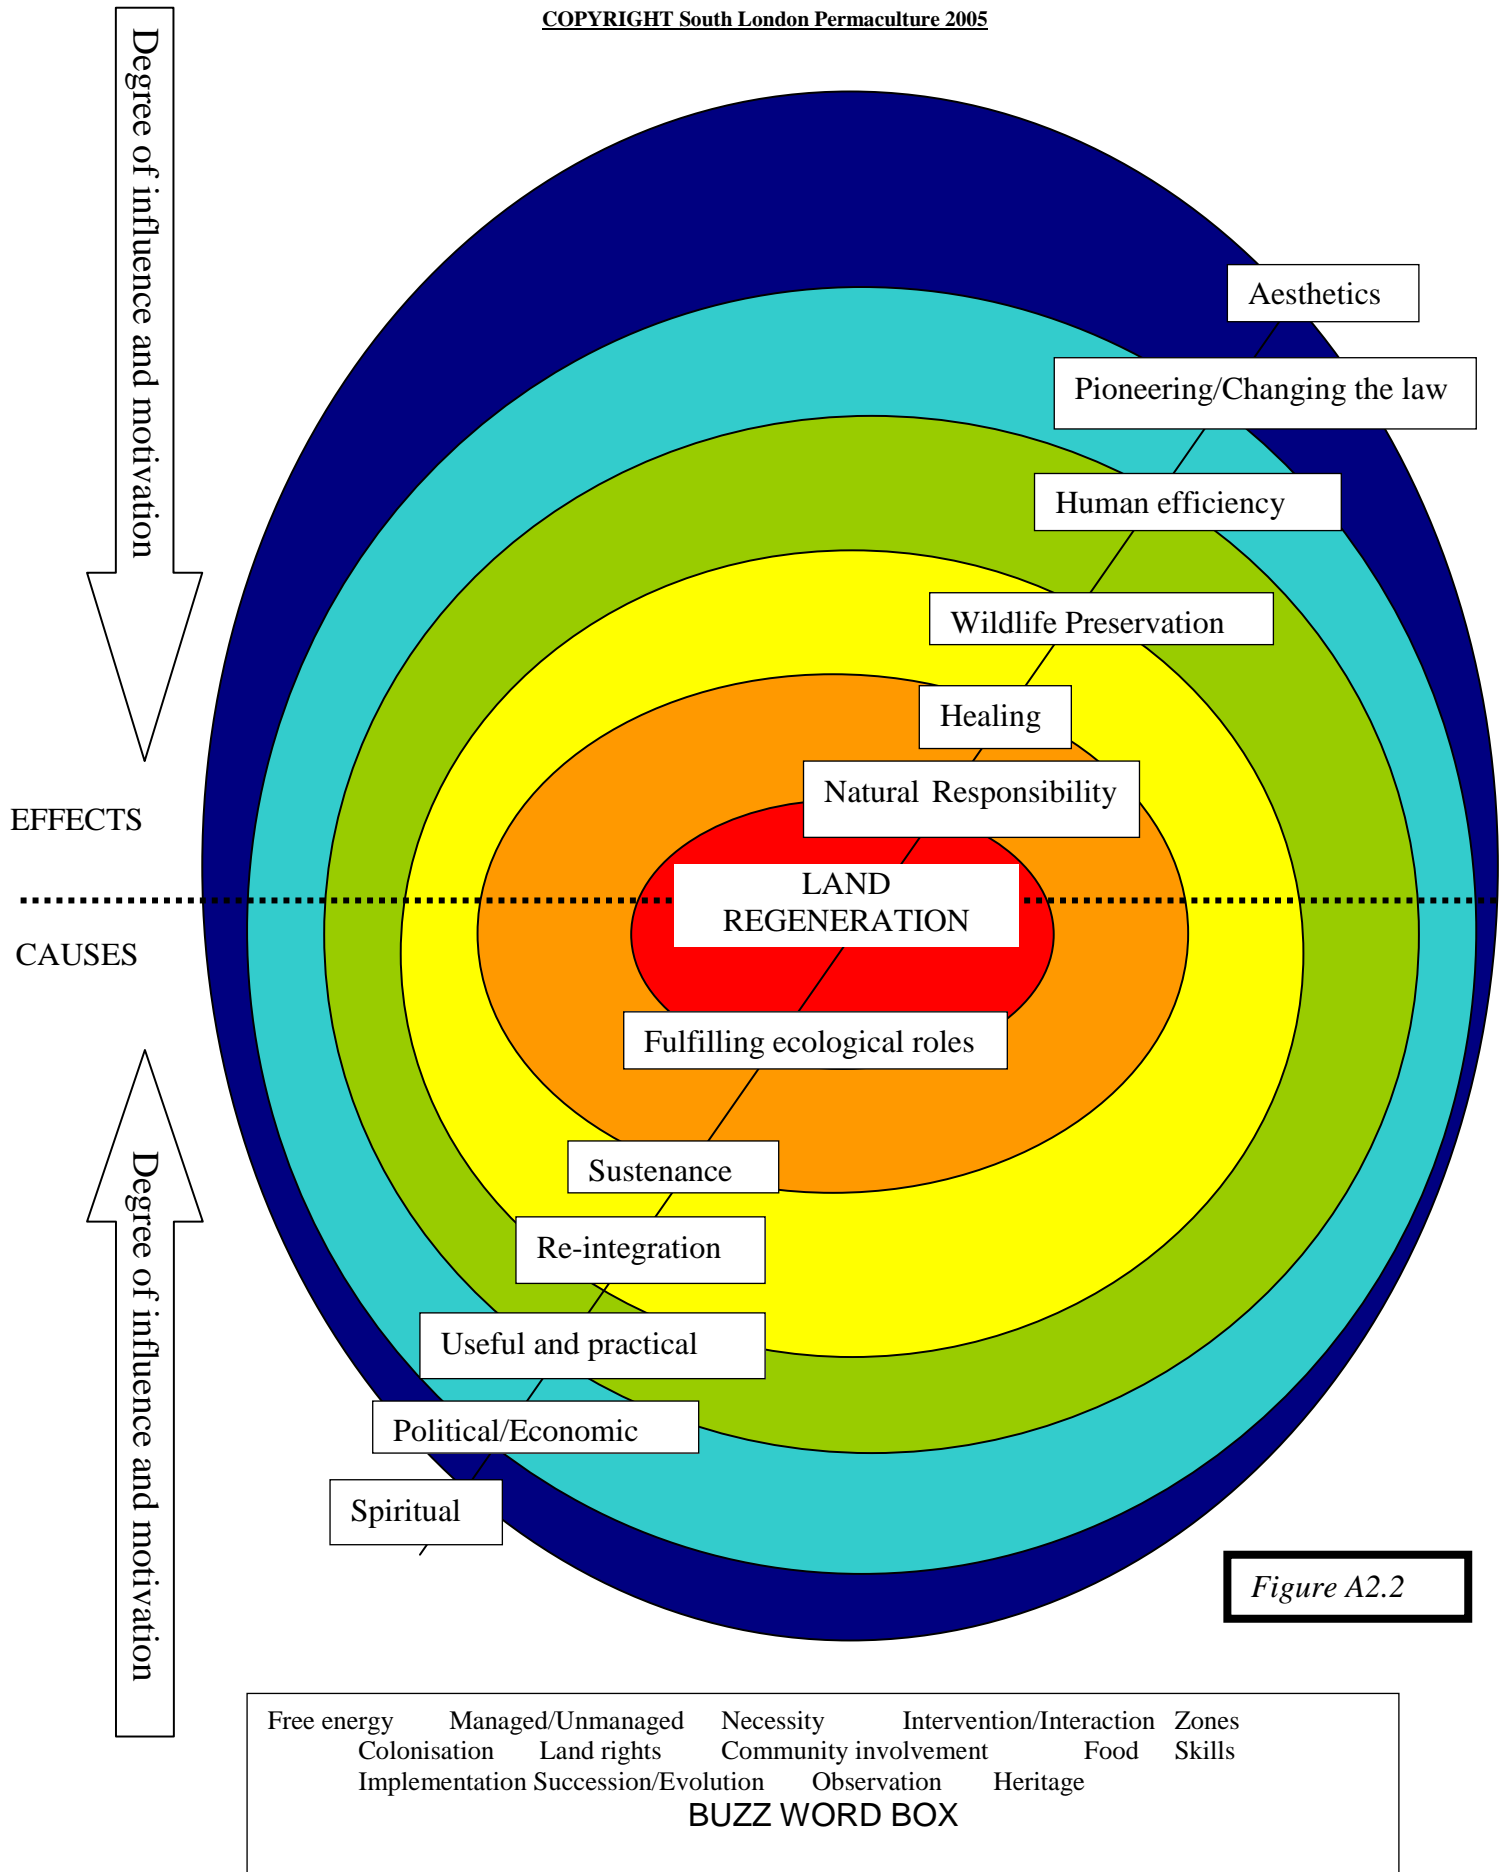 COPYRIGHT South London Permaculture 2005
Degree of influence and motivation
Aesthetics
Pioneering/Changing the law
Human efficiency
Wildlife Preservation
Healing
Natural Responsibility
EFFECTS
LAND
REGENERATION
CAUSES
Fulfilling ecological roles
Sustenance
Re-integration
Useful and practical
Political/Economic
Spiritual
Degree of influence and motivation
Figure A2.2
Free energy Managed/Unmanaged Necessity Intervention/Interaction Zones
Colonisation Land rights Community involvement Food Skills
Implementation Succession/Evolution Observation Heritage
BUZZ WORD BOX